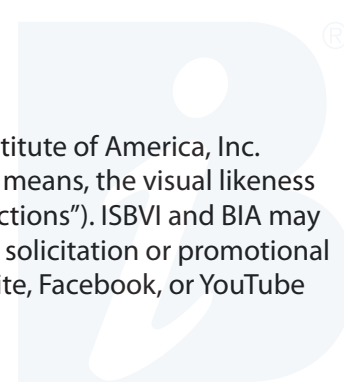 ®
titute of America, Inc.
means, the visual likeness
ctions”). ISBVI and BIA may
solicitation or promotional
ite, Facebook, or YouTube